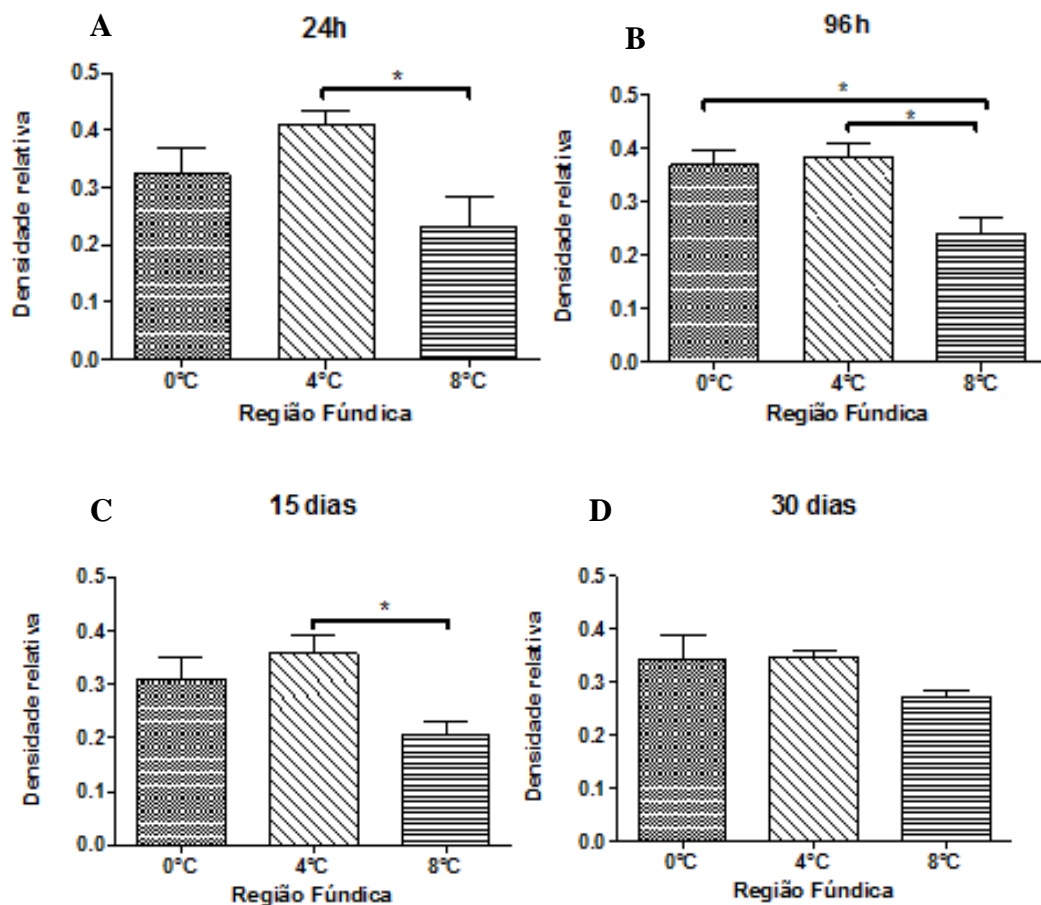 A
24h
*
0.5
0.4
0.3
0.2
0.1
0.0
Densidade relativa
0°C 4°C 8°C
Região Fúndica
B
96h
*
*
0.5
0.4
0.3
0.2
0.1
0.0
Densidade relativa
0°C 4°C 8°C
Região Fúndica
C
15 dias
*
0.5
0.4
0.3
0.2
0.1
0.0
Densidade relativa
0°C 4°C 8°C
Região Fúndica
D
30 dias
0.5
0.4
0.3
0.2
0.1
0.0
Densidade relativa
0°C 4°C 8°C
Região Fúndica